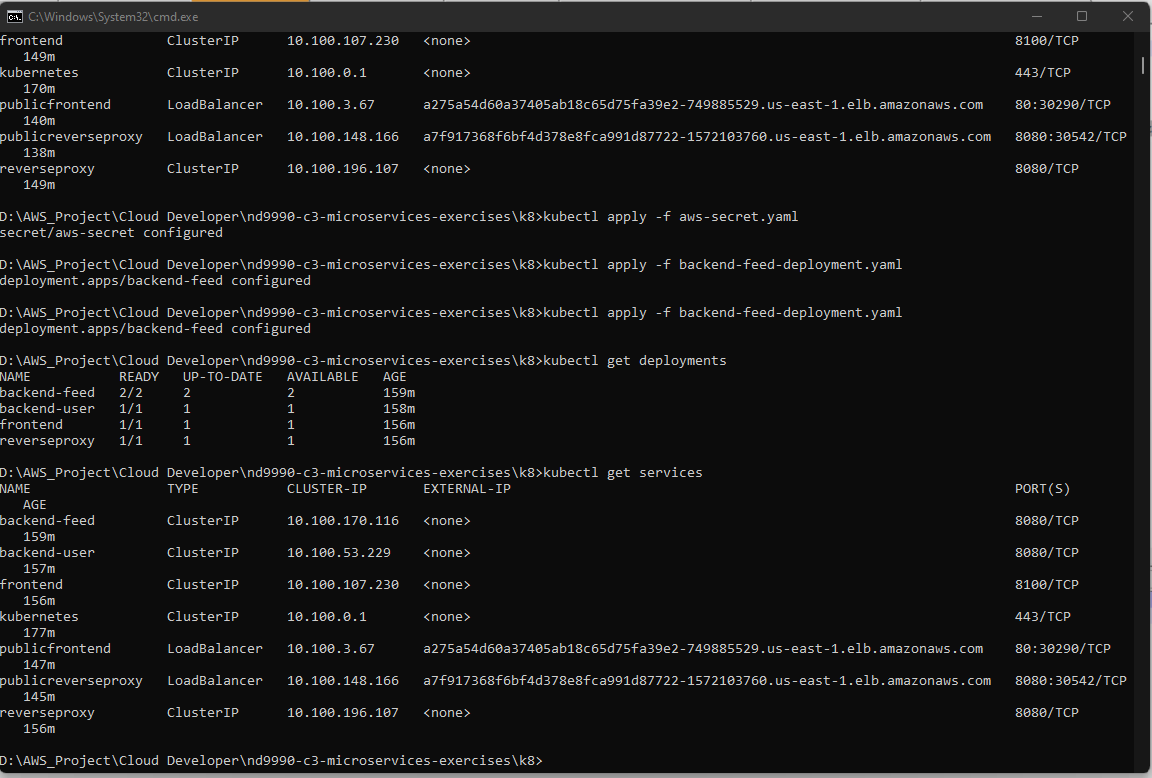 C:\Windows\System32\cmd.exe
frontend ClusterIP 10.100.107.230 <none> 8100/TCP
149m
kubernetes ClusterIP 10.100.0.1 <none> 443/TCP
170m
publicfrontend LoadBalancer 10.100.3.67 a275a54d60a37405ab18c65d75fa39e2-749885529.us-east-1.elb.amazonaws.com 80:30290/TCP
140m
publicreverseproxy LoadBalancer 10.100.148.166 a7f917368f6bf4d378e8fca991d87722-1572103760.us-east-1.elb.amazonaws.com 8080:30542/TCP
138m
reverseproxy ClusterIP 10.100.196.107 <none> 8080/TCP
149m
D:\AWS_Project\Cloud Developer\nd9990-c3-microservices-exercises\k8>kubectl apply -f aws-secret.yaml
secret/aws-secret configured
D:\AWS_Project\Cloud Developer\nd9990-c3-microservices-exercises\k8>kubectl apply -f backend-feed-deployment.yaml
deployment.apps/backend-feed configured
D:\AWS_Project\Cloud Developer\nd9990-c3-microservices-exercises\k8>kubectl apply -f backend-feed-deployment.yaml
deployment.apps/backend-feed configured
D:\AWS_Project\Cloud Developer\nd9990-c3-microservices-exercises\k8>kubectl get deployments
NAME READY UP-TO-DATE AVAILABLE AGE
backend-feed 2/2 2 2 159m
backend-user 1/1 1 1 158m
frontend 1/1 1 1 156m
reverseproxy 1/1 1 1 156m
D:\AWS_Project\Cloud Developer\nd9990-c3-microservices-exercises\k8>kubectl get services
NAME TYPE CLUSTER-IP EXTERNAL-IP PORT(S)
AGE
backend-feed ClusterIP 10.100.170.116 <none> 8080/TCP
159m
backend-user ClusterIP 10.100.53.229 <none> 8080/TCP
157m
frontend ClusterIP 10.100.107.230 <none> 8100/TCP
156m
kubernetes ClusterIP 10.100.0.1 <none> 443/TCP
177m
publicfrontend LoadBalancer 10.100.3.67 a275a54d60a37405ab18c65d75fa39e2-749885529.us-east-1.elb.amazonaws.com 80:30290/TCP
147m
publicreverseproxy LoadBalancer 10.100.148.166 a7f917368f6bf4d378e8fca991d87722-1572103760.us-east-1.elb.amazonaws.com 8080:30542/TCP
145m
reverseproxy ClusterIP 10.100.196.107 <none> 8080/TCP
156m
D:\AWS_Project\Cloud Developer\nd9990-c3-microservices-exercises\k8>